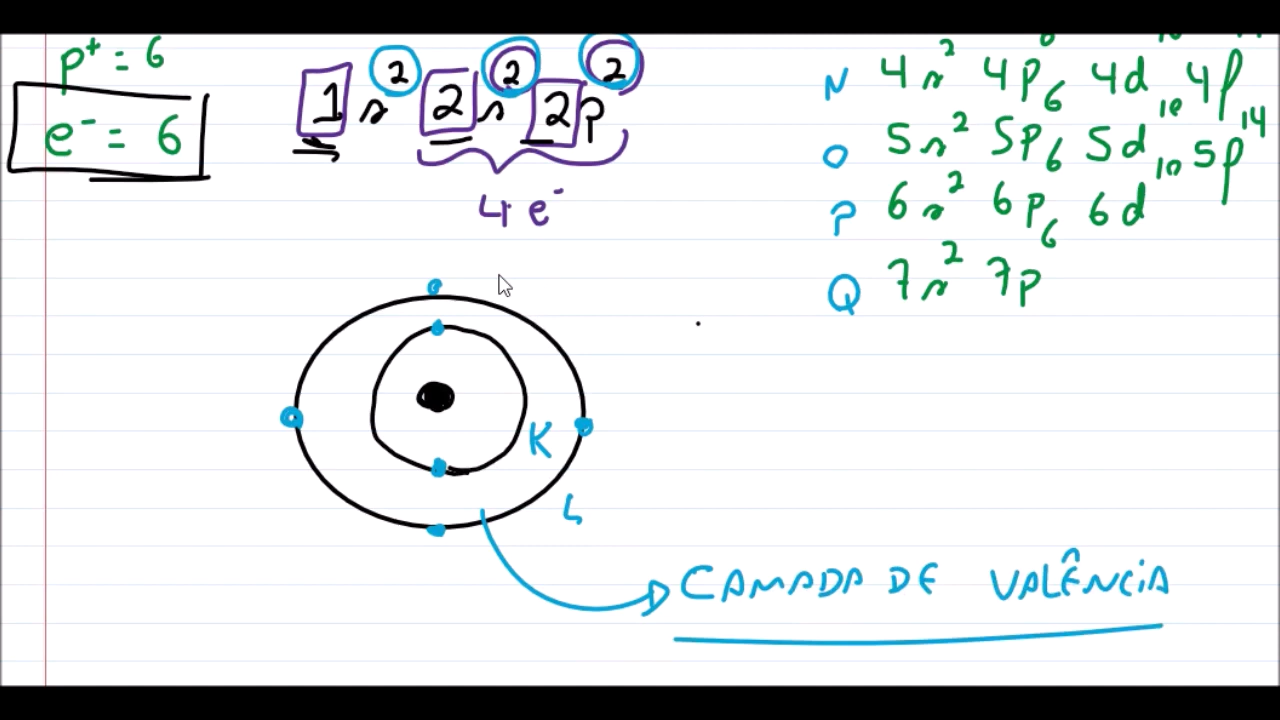 p⁺ = 6
e⁻ = 6
1s² 2s² 2p²
4 e⁻
N 4s² 4p⁶ 4d¹⁰ 4f¹⁴
O 5s² 5p⁶ 5d¹⁰ 5f
P 6s² 6p⁶ 6d
Q 7s² 7p
K
L
CAMADA DE VALÊNCIA